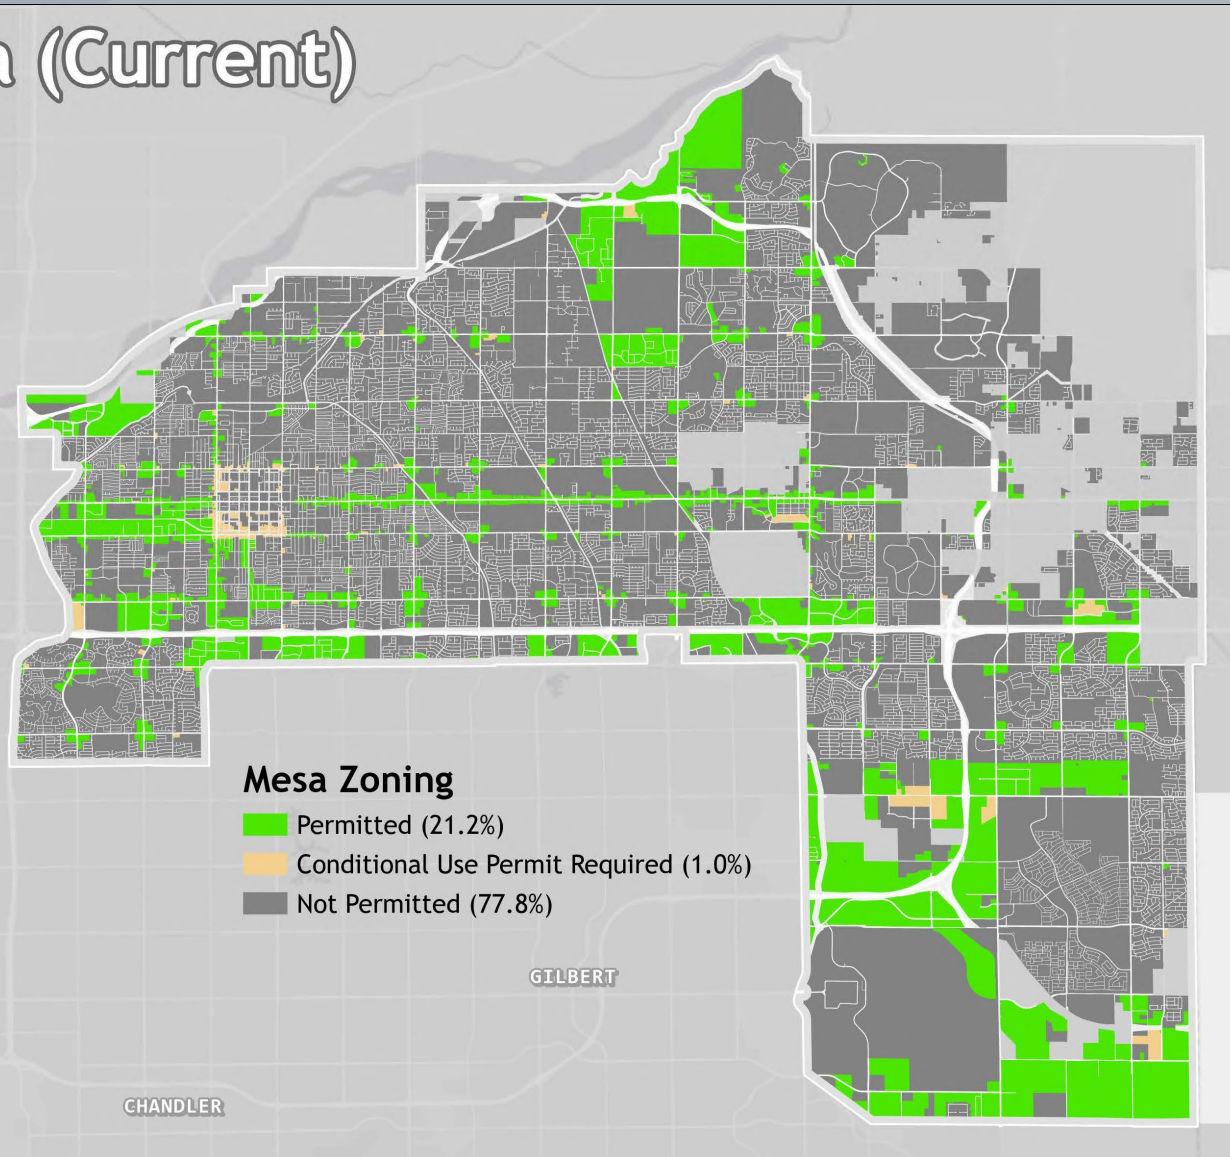 a (Current)
Mesa Zoning
Permitted (21.2%)
Conditional Use Permit Required (1.0%)
Not Permitted (77.8%)
GILBERT
CHANDLER